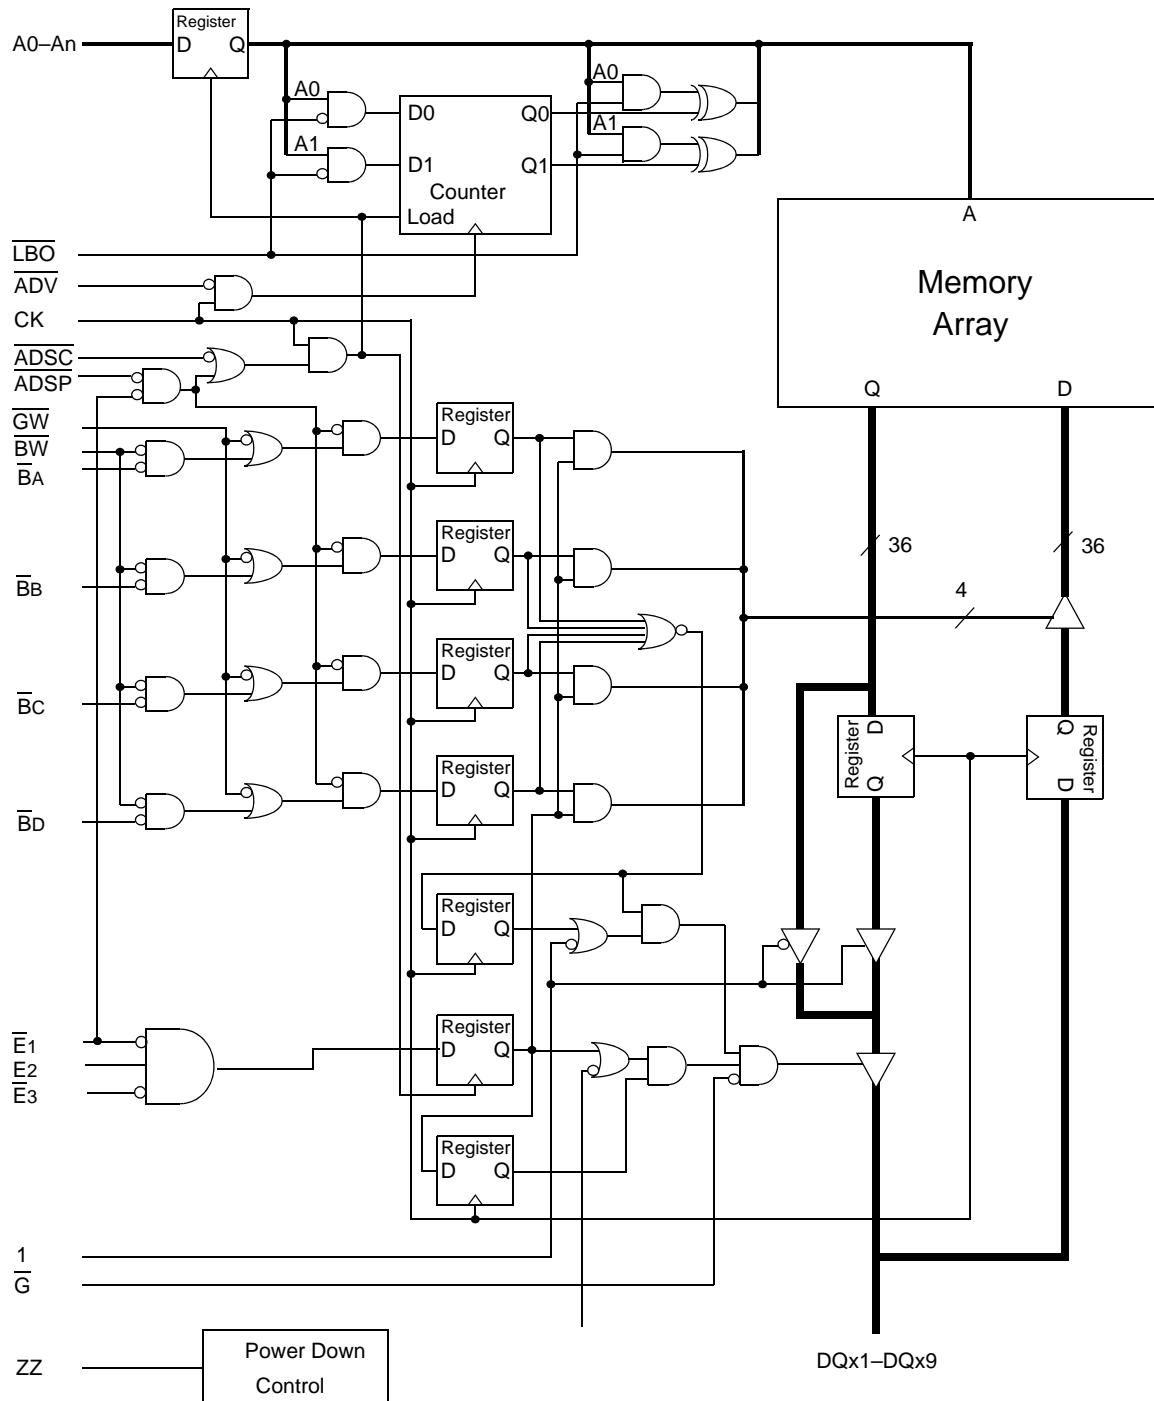 Register
A0–An
D Q
A0
A0
D0
Q0
A1
A1
D1
Q1
Counter
Load
A
LBO
ADV
Memory
CK
Array
ADSC
ADSP
Q
D
GW
Register
BW
D Q
BA
Register
D Q
36
36
BB
4
Register
D Q
BC
Register
D
Q
Register
Q
D
Register
D Q
BD
Register
D Q
Register
E1
D Q
E2
E3
Register
D Q
1
G
Power Down
ZZ
Control
DQx1–DQx9